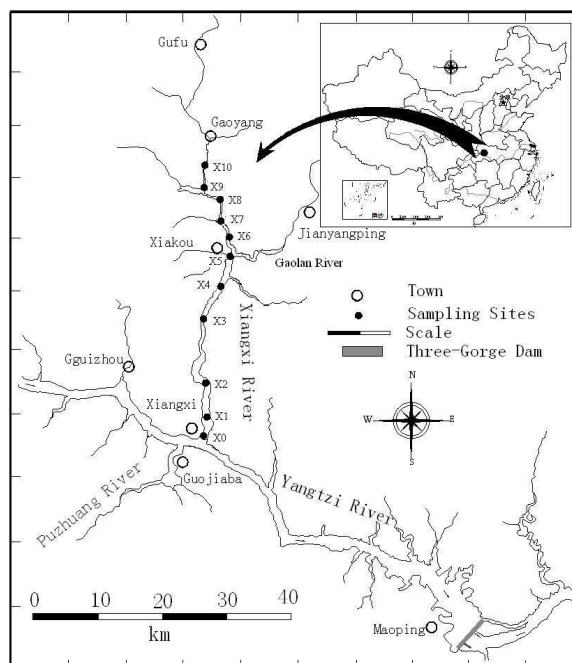 Gufu
Gaoyang
X10
X9
X8
X7
X6
Xiakou
X5
Jianyangping
Gaolan River
X4
X3
Xiangxi River
Gguizhou
X2
Xiangxi
X1
X0
Guojiaba
Puzhuang River
Yangtzi River
Maoping
Town
Sampling Sites
Scale
Three-Gorge Dam
N
W
E
S
0 10 20 30 40
km